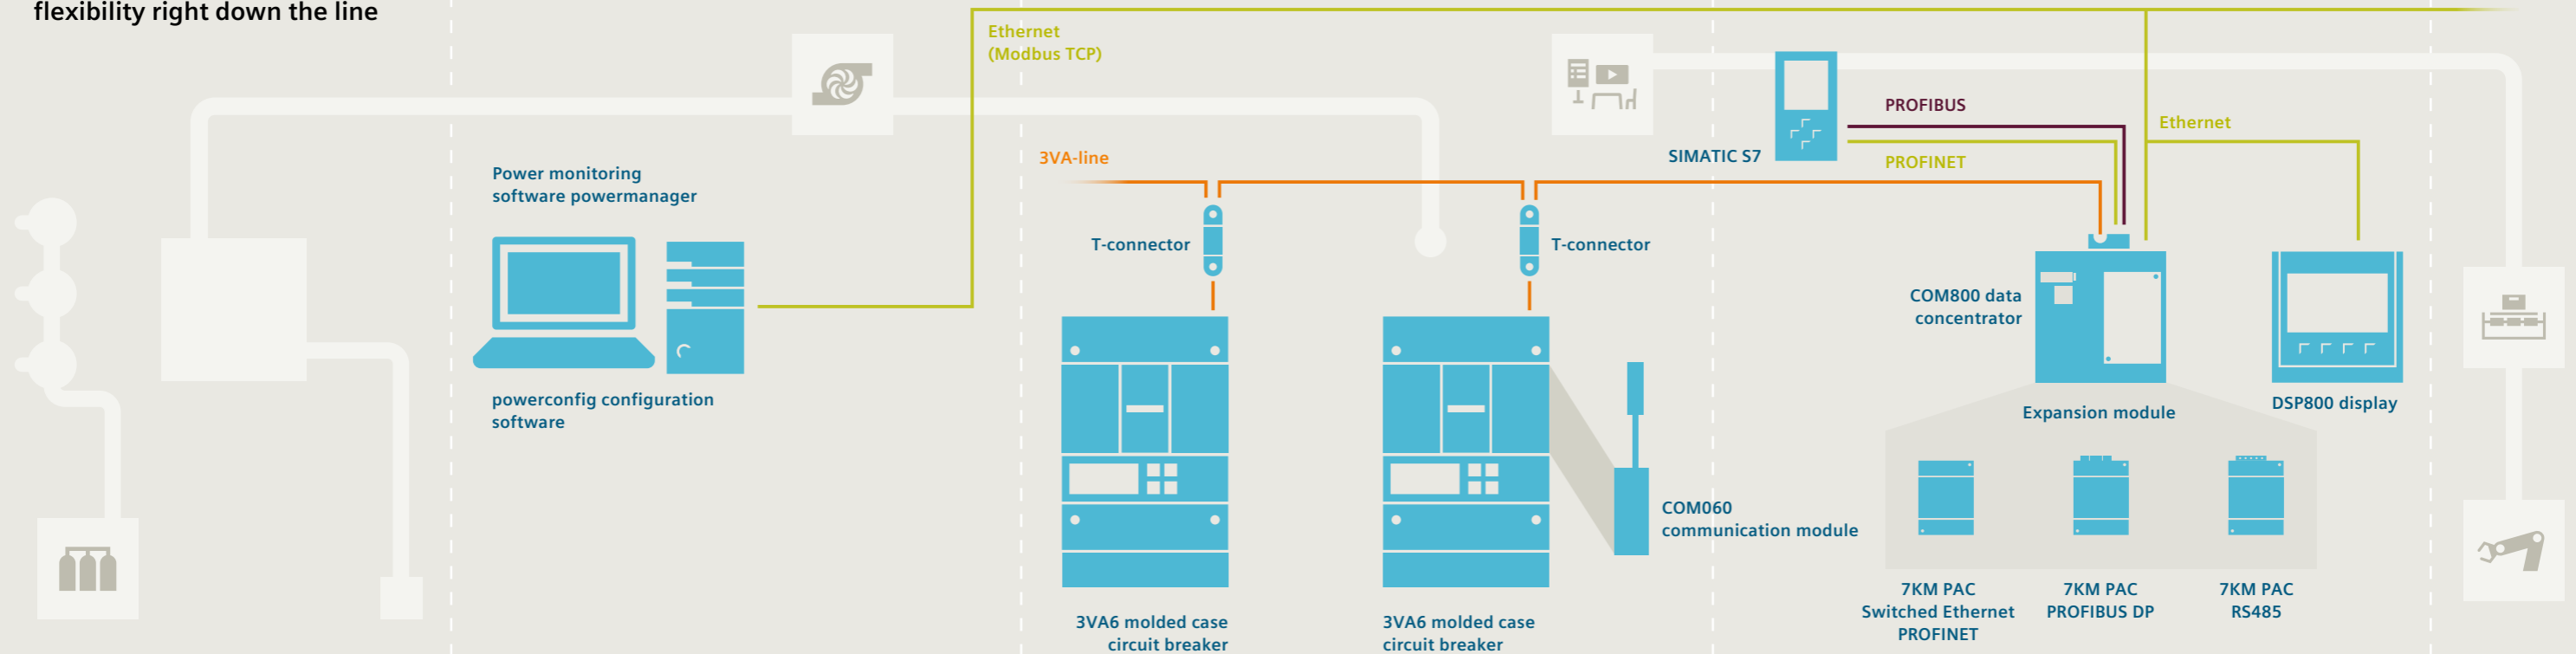 flexibility right down the line
Ethernet
(Modbus TCP)
Power monitoring
software powermanager
powerconfig configuration
software
3VA-line
T-connector
T-connector
3VA6 molded case
circuit breaker
3VA6 molded case
circuit breaker
COM060
communication module
SIMATIC S7
PROFIBUS
PROFINET
Ethernet
COM800 data
concentrator
Expansion module
DSP800 display
7KM PAC
Switched Ethernet
PROFINET
7KM PAC
PROFIBUS DP
7KM PAC
RS485